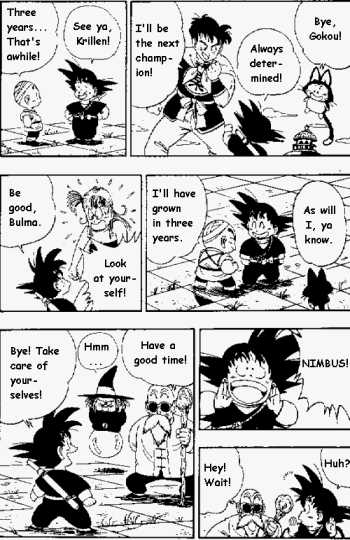 Three
years...
That's
awhile!
See ya,
Krillen!
I'll be
the next
champ-
ion!
Always
deter-
mined!
Bye,
Gokou!
Be
good,
Bulma.
Look
at your-
self!
I'll have
grown
in three
years.
As will
I, ya
know.
Bye! Take
care of
your-
selves!
Hmm
Have a
good time!
NIMBUS!
Hey!
Wait!
Huh?